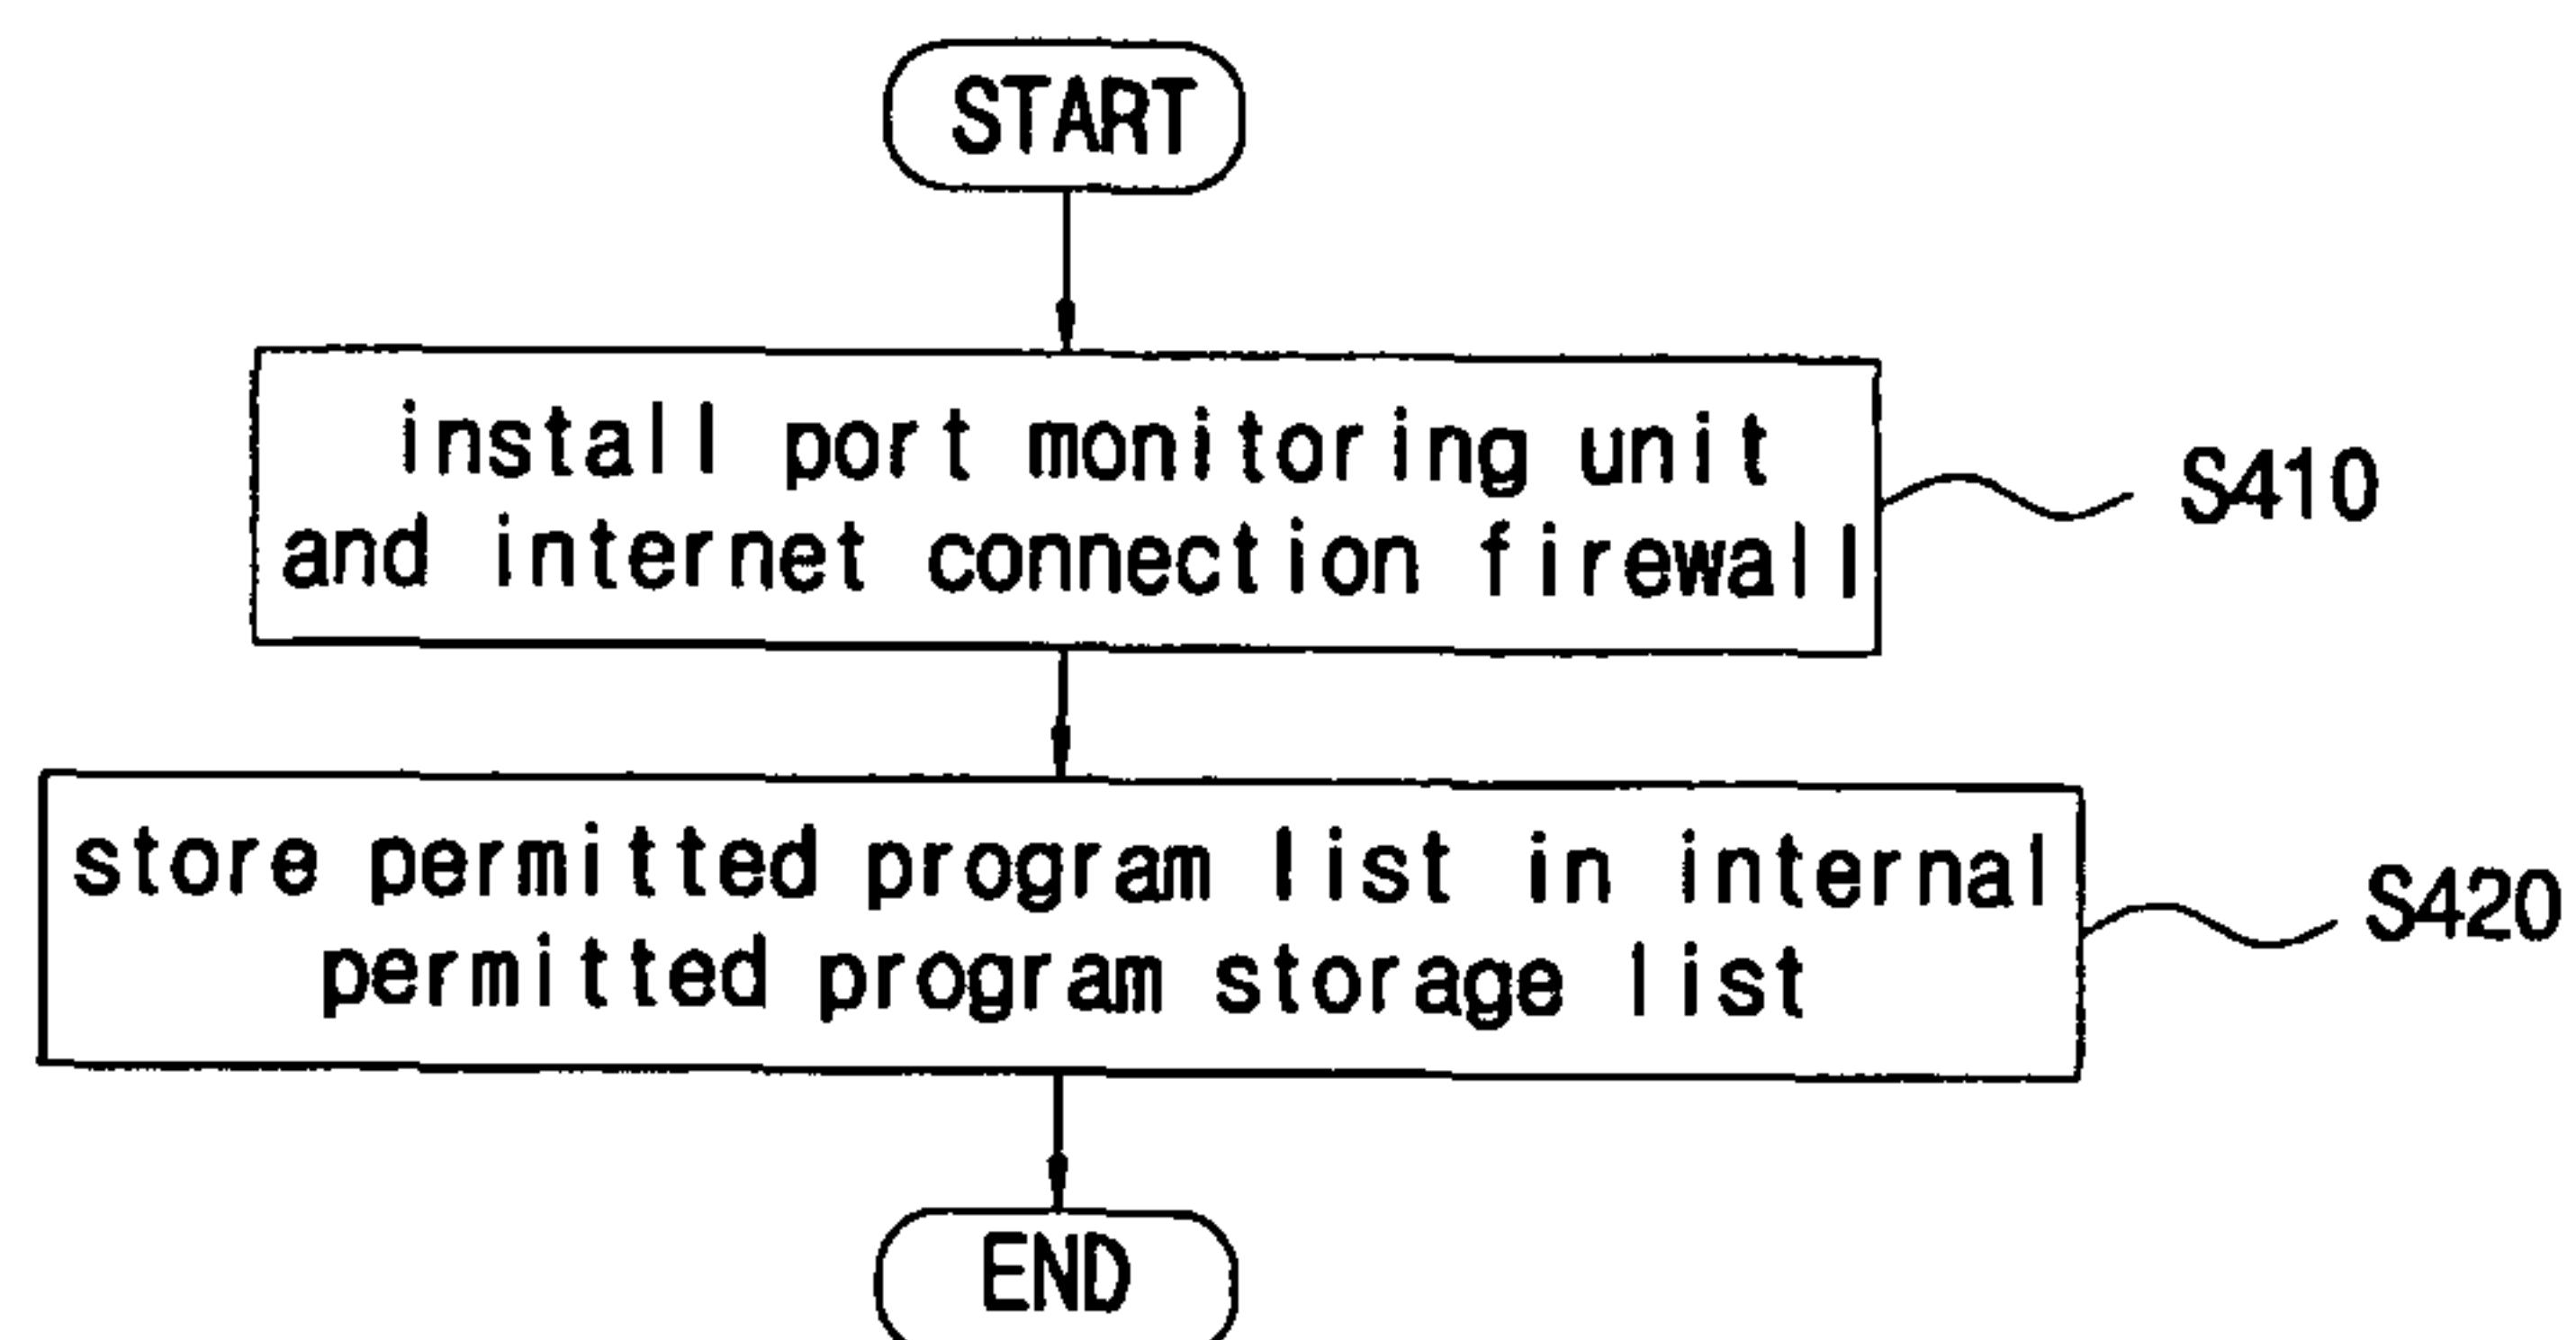 START
install port monitoring unit
and internet connection firewall
S410
store permitted program list in internal
permitted program storage list
S420
END